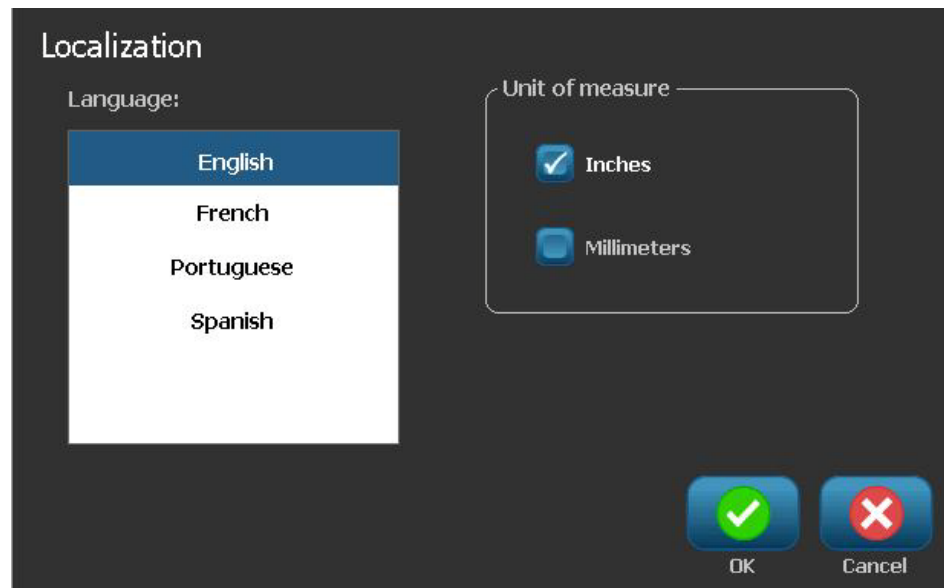 Localization
Language:
English
French
Portuguese
Spanish
Unit of measure
Inches
Millimeters
OK
Cancel